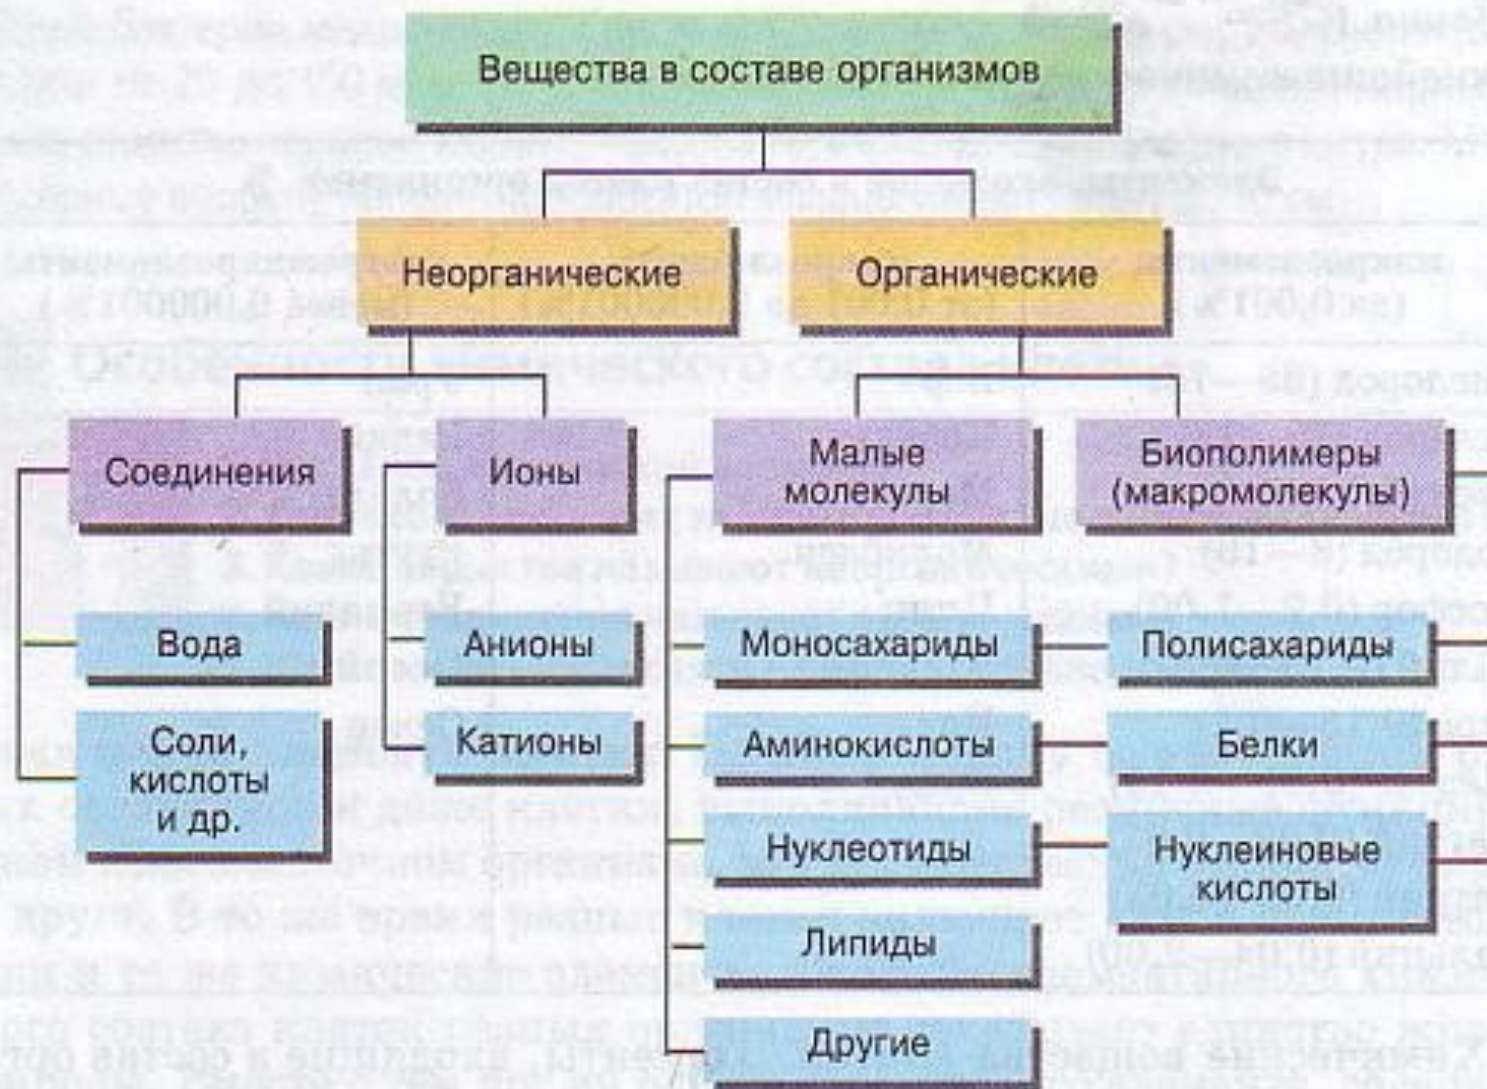 Вещества в составе организмов
Неорганические
Органические
Соединения
Ионы
Малые
молекулы
Биополимеры
(макромолекулы)
Вода
Анионы
Моносахариды
Полисахариды
Соли,
кислоты
и др.
Катионы
Аминокислоты
Белки
Нуклеотиды
Нуклеиновые
кислоты
Липиды
Другие